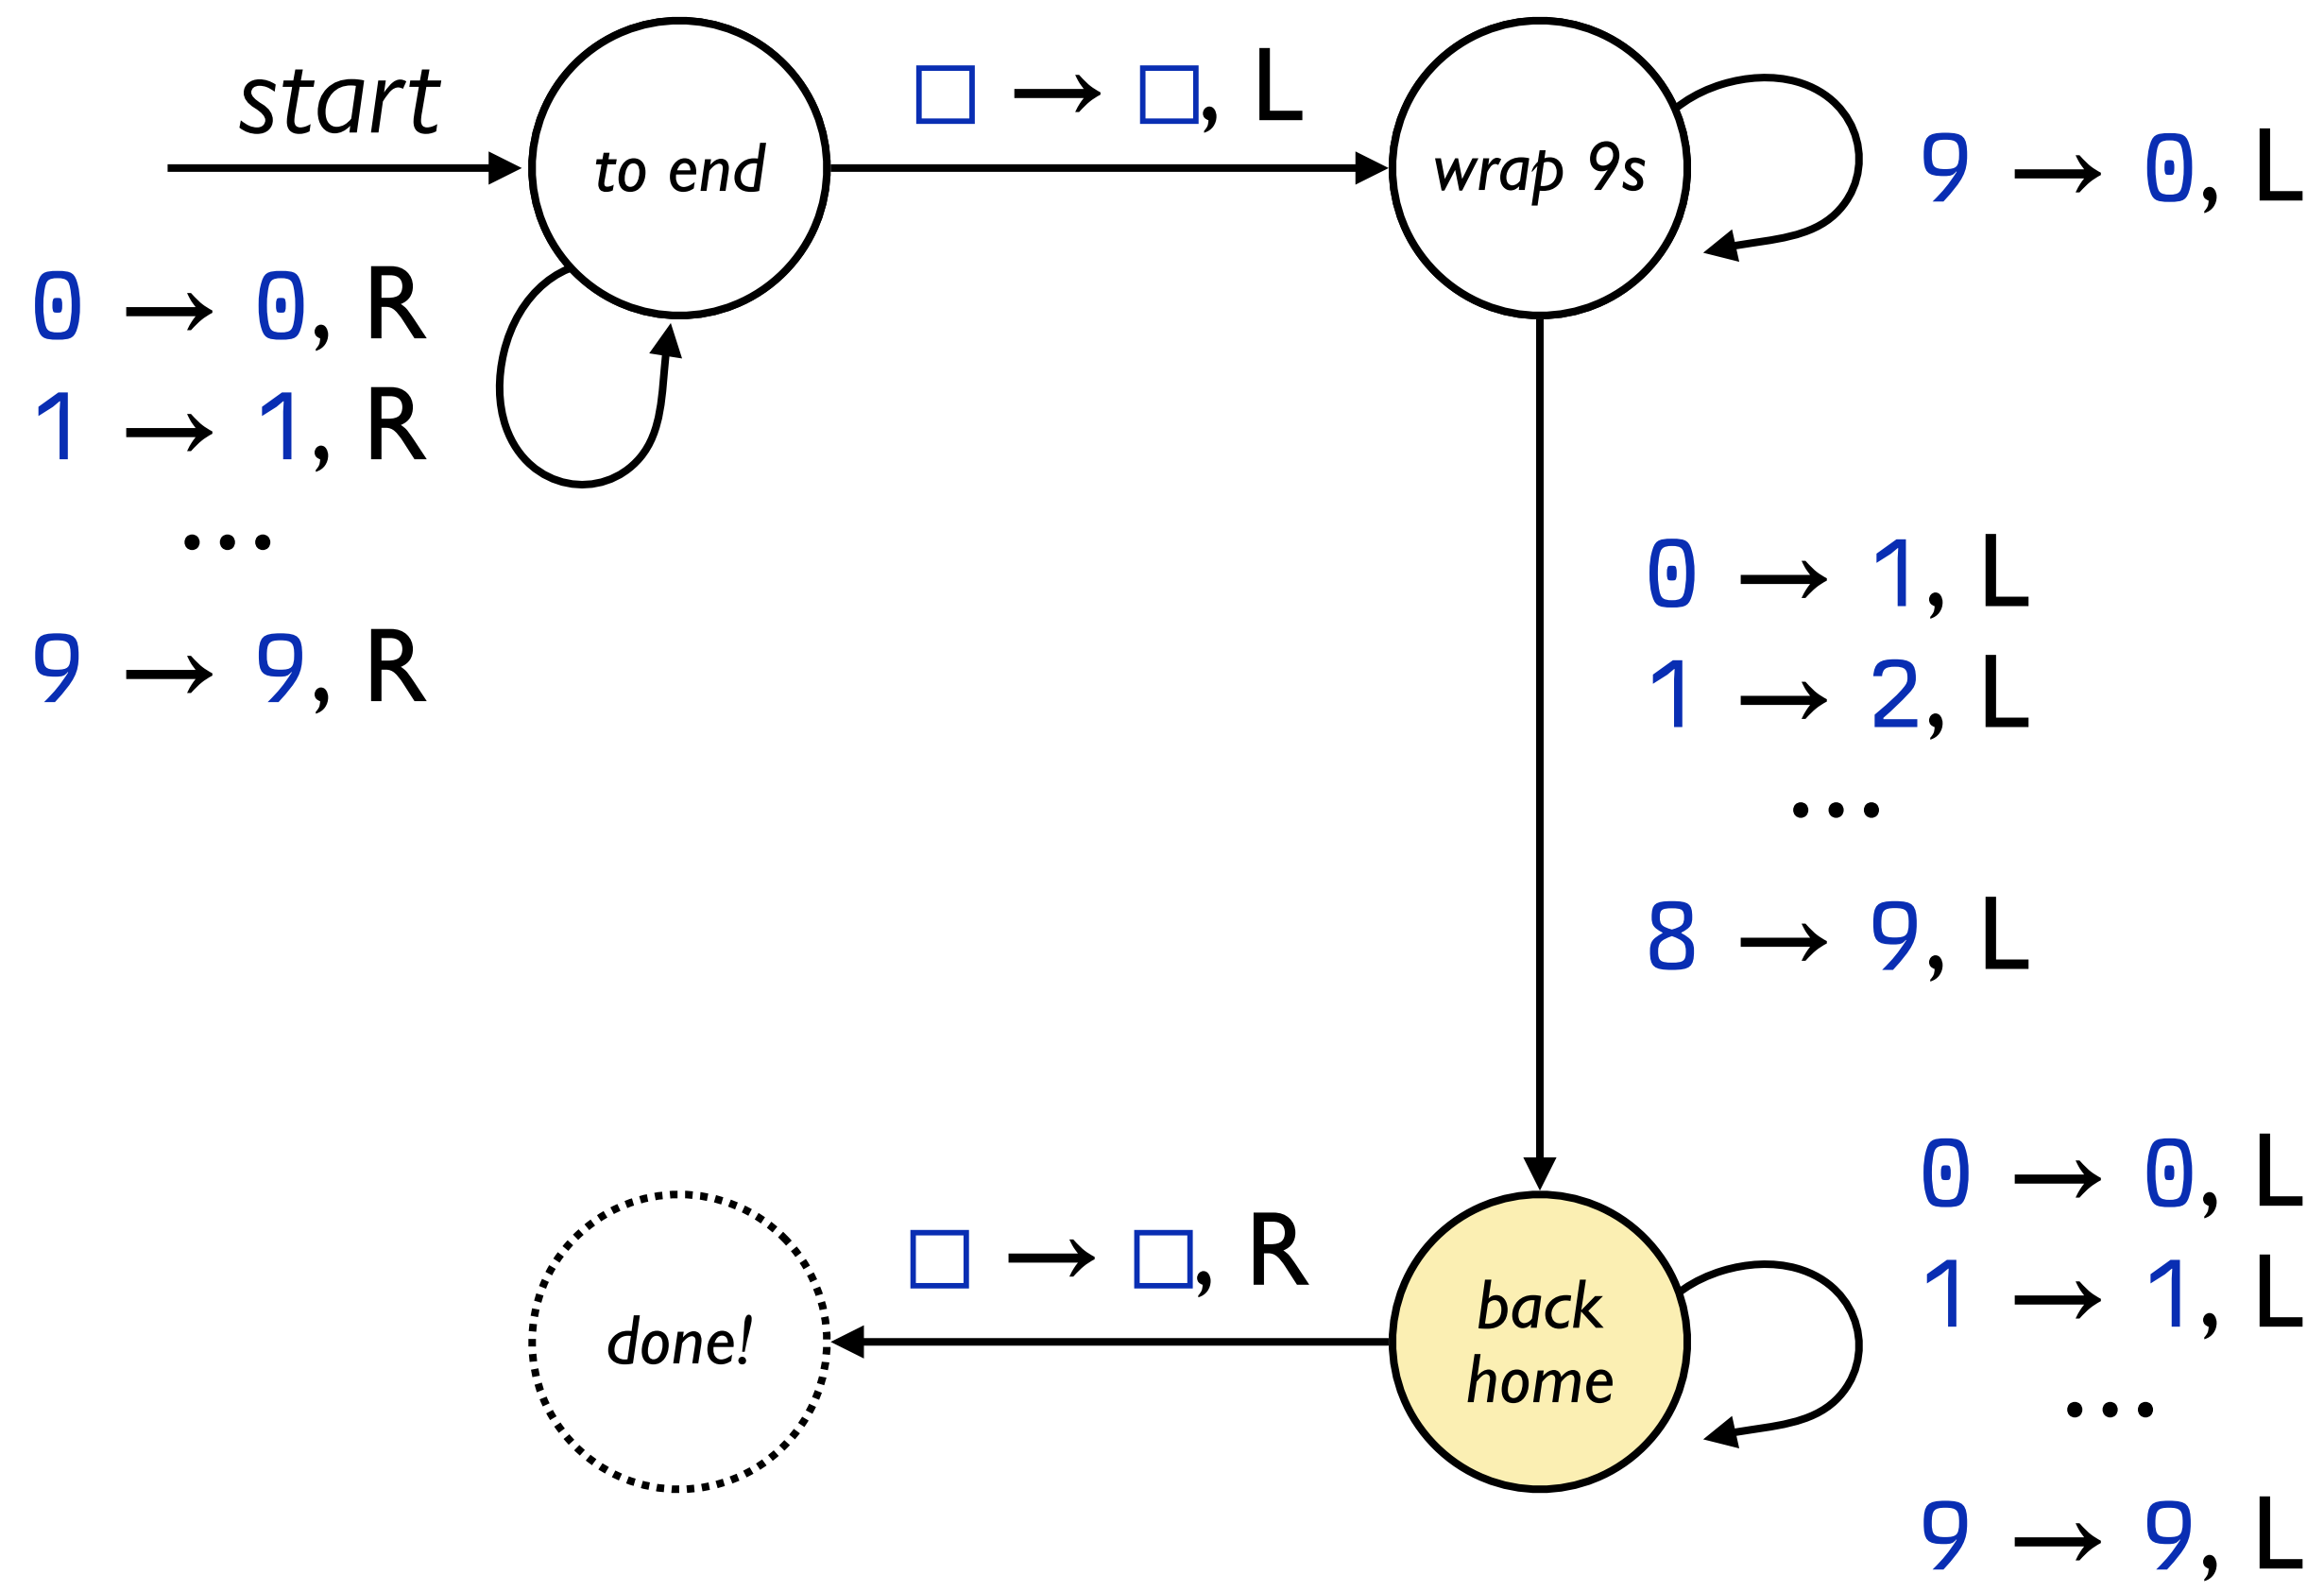 start
to end
□ → □, L
wrap 9s
9 → 0, L
0 → 0, R
1 → 1, R
...
9 → 9, R
0 → 1, L
1 → 2, L
...
8 → 9, L
done!
□ → □, R
back
home
0 → 0, L
1 → 1, L
...
9 → 9, L